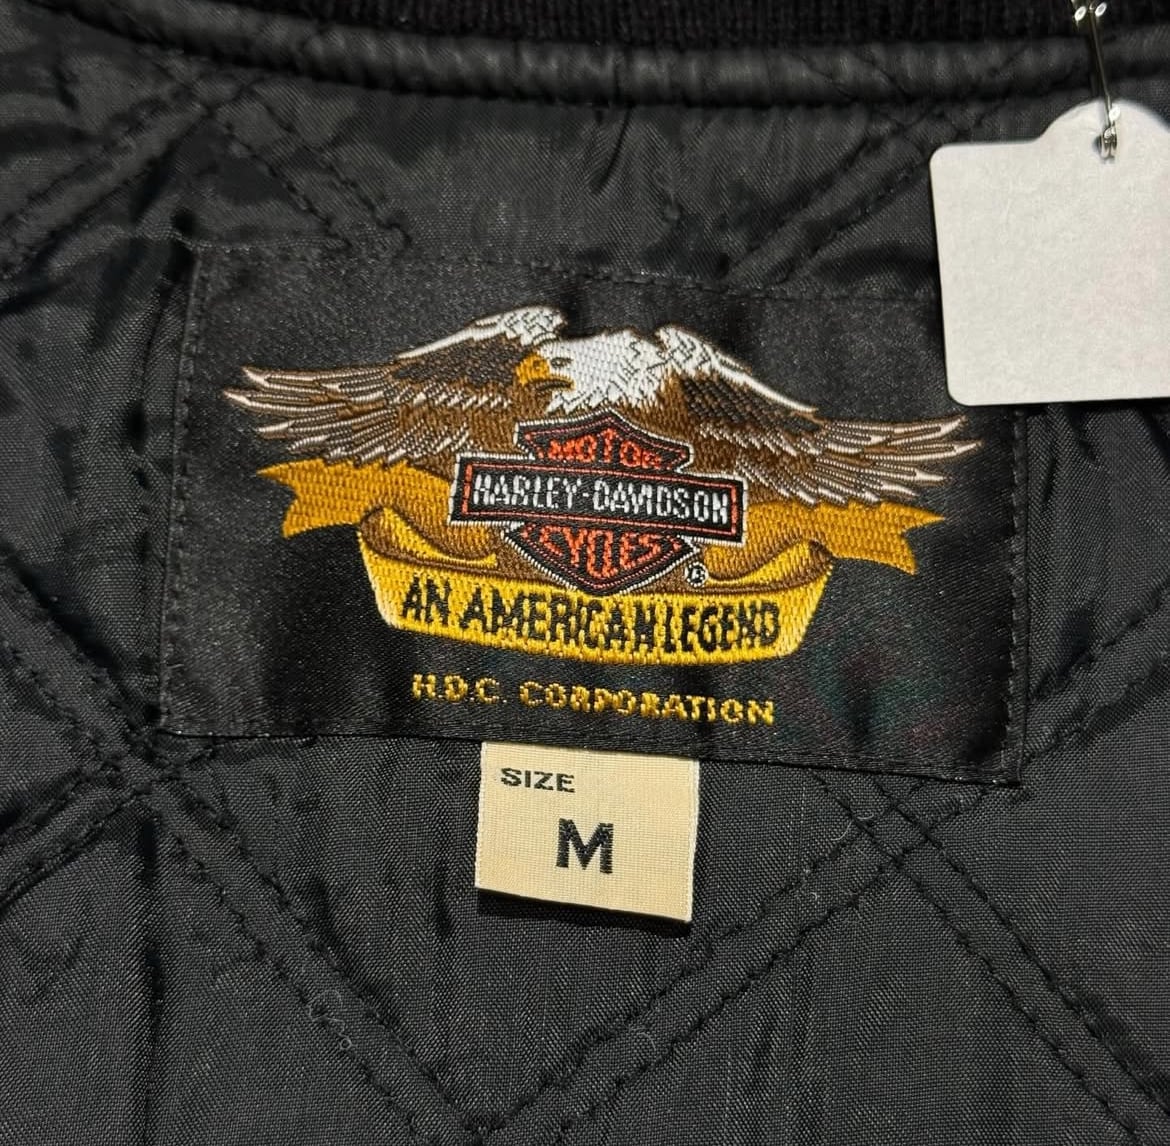 MOTOR
HARLEY-DAVIDSON
CYCLES
®
AN AMERICAN LEGEND
H.D.C. CORPORATION
SIZE
M